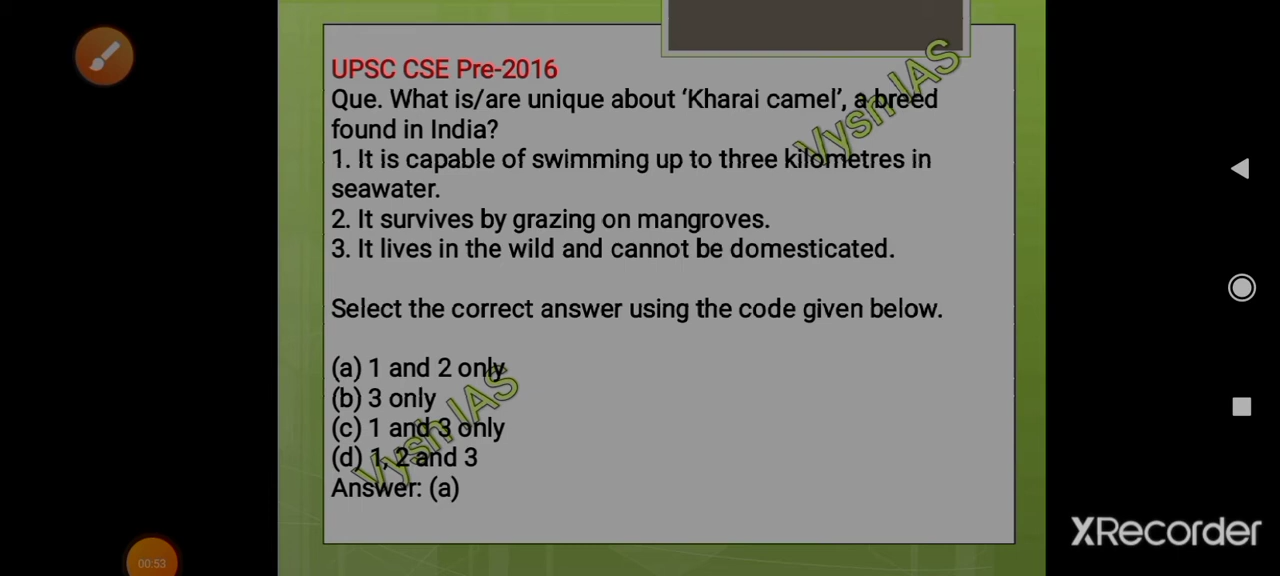 UPSC CSE Pre-2016
Que. What is/are unique about ‘Kharai camel’, a breed
found in India?
1. It is capable of swimming up to three kilometres in
seawater.
2. It survives by grazing on mangroves.
3. It lives in the wild and cannot be domesticated.
Select the correct answer using the code given below.
(a) 1 and 2 only
(b) 3 only
(c) 1 and 3 only
(d) 1, 2 and 3
Answer: (a)
Vysh IAS
Vysh IAS
00:53
XRecorder